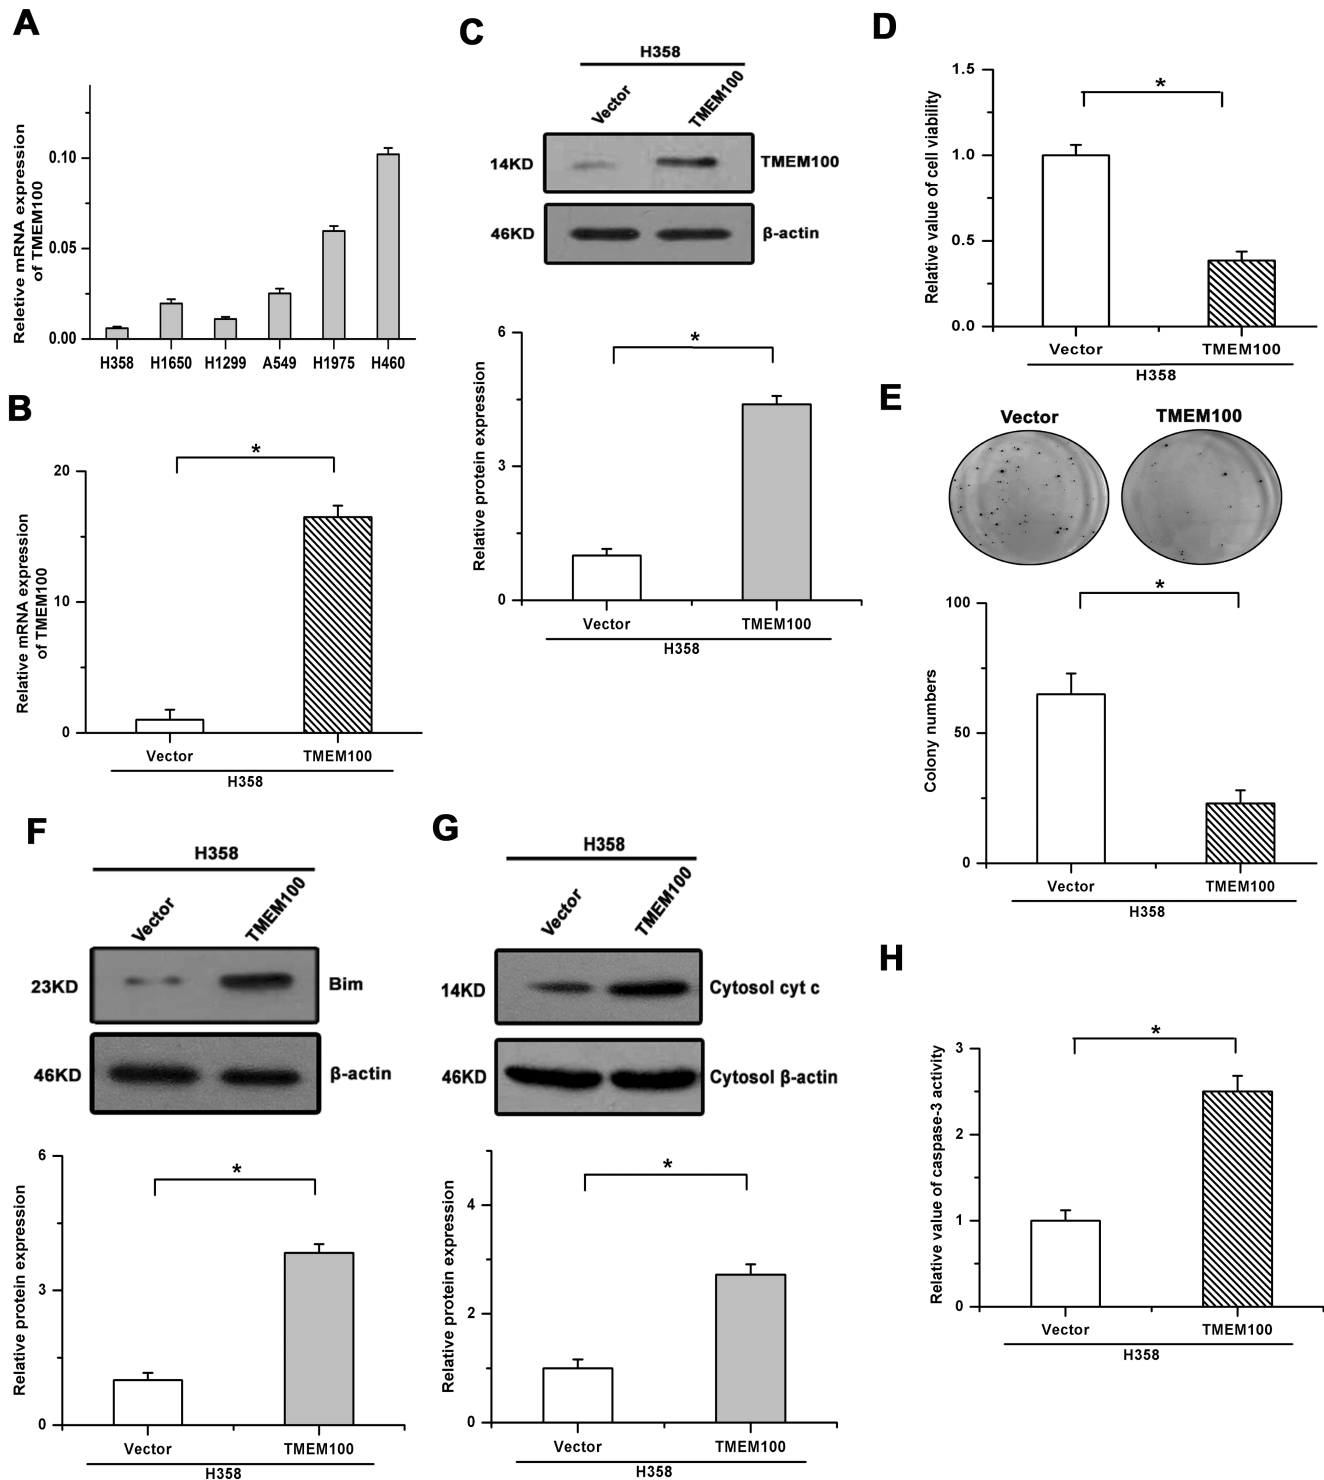 A
Reletive mRNA expression
of TMEM100
0.10
0.05
0.00
H358 H1650 H1299 A549 H1975 H460
B
Relative mRNA expression
of TMEM100
20
10
0
*
Vector TMEM100
H358
C
H358
Vector TMEM100
14KD TMEM100
46KD β-actin
Relative protein expression
6
3
0
*
Vector TMEM100
H358
D
Relative value of cell viability
1.5
1.0
0.5
0.0
*
Vector TMEM100
H358
E
Vector TMEM100
Colony numbers
100
50
0
*
Vector TMEM100
H358
F
H358
Vector TMEM100
23KD Bim
46KD β-actin
Relative protein expression
6
3
0
*
Vector TMEM100
H358
G
H358
Vector TMEM100
14KD Cytosol cyt c
46KD Cytosol β-actin
Relative protein expression
4
2
0
*
Vector TMEM100
H358
H
Relative value of caspase-3 activity
3
2
1
0
*
Vector TMEM100
H358